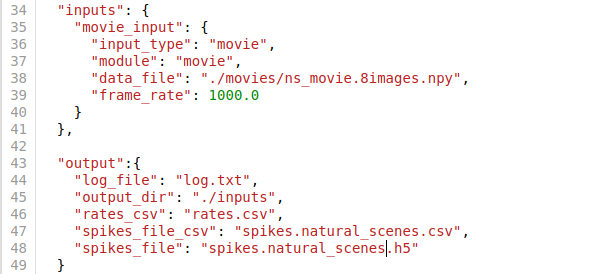 34 "inputs": {
35 "movie_input": {
36 "input_type": "movie",
37 "module": "movie",
38 "data_file": "./movies/ns_movie.8images.npy",
39 "frame_rate": 1000.0
40 }
41 },
42
43 "output":{
44 "log_file": "log.txt",
45 "output_dir": "./inputs",
46 "rates_csv": "rates.csv",
47 "spikes_file_csv": "spikes.natural_scenes.csv",
48 "spikes_file": "spikes.natural_scenes.h5"
49 }